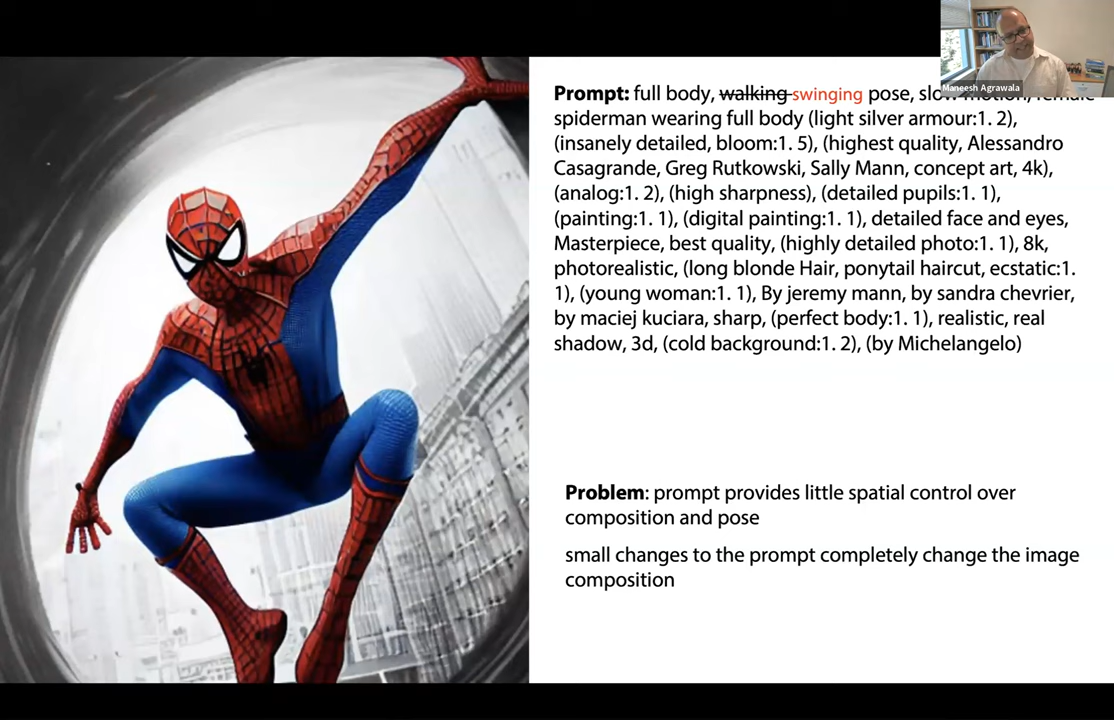 Maneesh Agrawala
Prompt: full body, walking swinging pose, slow motion, female
spiderman wearing full body (light silver armour:1. 2),
(insanely detailed, bloom:1. 5), (highest quality, Alessandro
Casagrande, Greg Rutkowski, Sally Mann, concept art, 4k),
(analog:1. 2), (high sharpness), (detailed pupils:1. 1),
(painting:1. 1), (digital painting:1. 1), detailed face and eyes,
Masterpiece, best quality, (highly detailed photo:1. 1), 8k,
photorealistic, (long blonde Hair, ponytail haircut, ecstatic:1.
1), (young woman:1. 1), By jeremy mann, by sandra chevrier,
by maciej kuciara, sharp, (perfect body:1. 1), realistic, real
shadow, 3d, (cold background:1. 2), (by Michelangelo)
Problem: prompt provides little spatial control over
composition and pose
small changes to the prompt completely change the image
composition